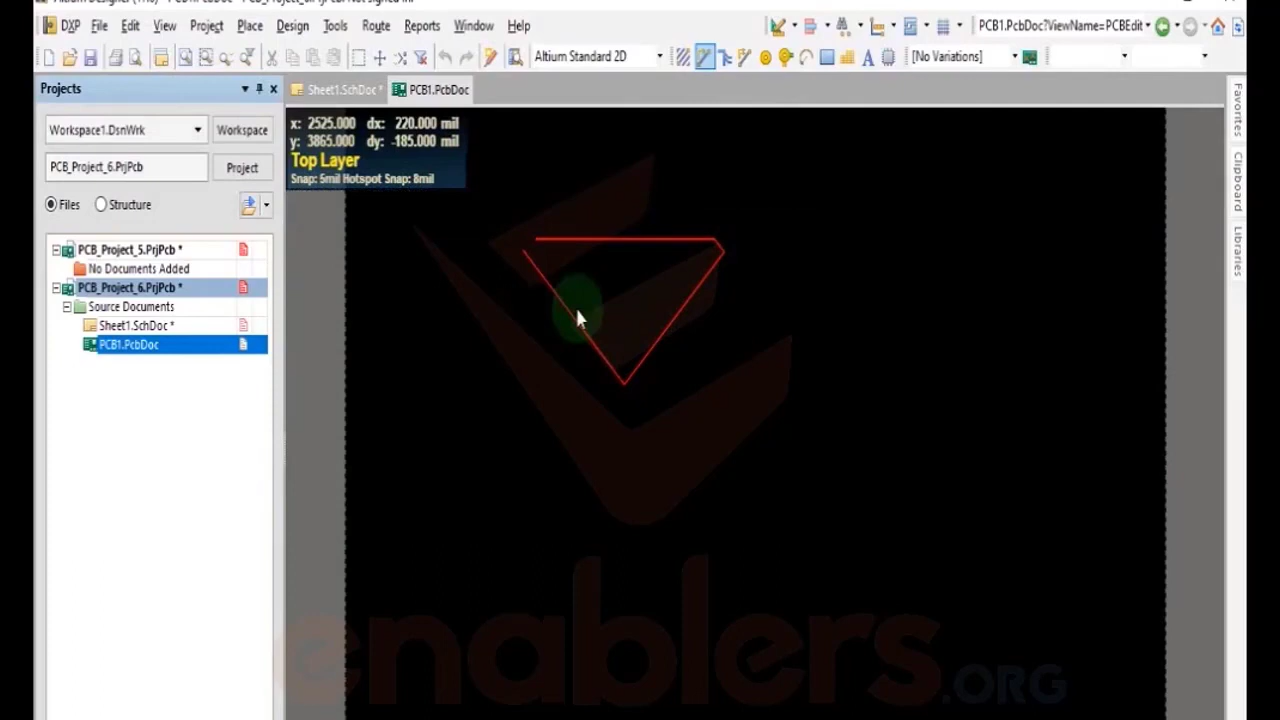 DXP File Edit View Project Place Design Tools Route Reports Window Help PCB1.PcbDoc?ViewName=PCBEdit
Altium Standard 2D A [No Variations]
Projects Sheet1.SchDoc * PCB1.PcbDoc
Workspace1.DsnWrk Workspace
PCB_Project_6.PrjPcb Project
Files Structure
PCB_Project_5.PrjPcb *
No Documents Added
PCB_Project_6.PrjPcb *
Source Documents
Sheet1.SchDoc *
PCB1.PcbDoc
x: 2525.000 dx: 220.000 mil
y: 3865.000 dy: -185.000 mil
Top Layer
Snap: 5mil Hotspot Snap: 8mil
Favorites
Clipboard
Libraries
enablers.ORG